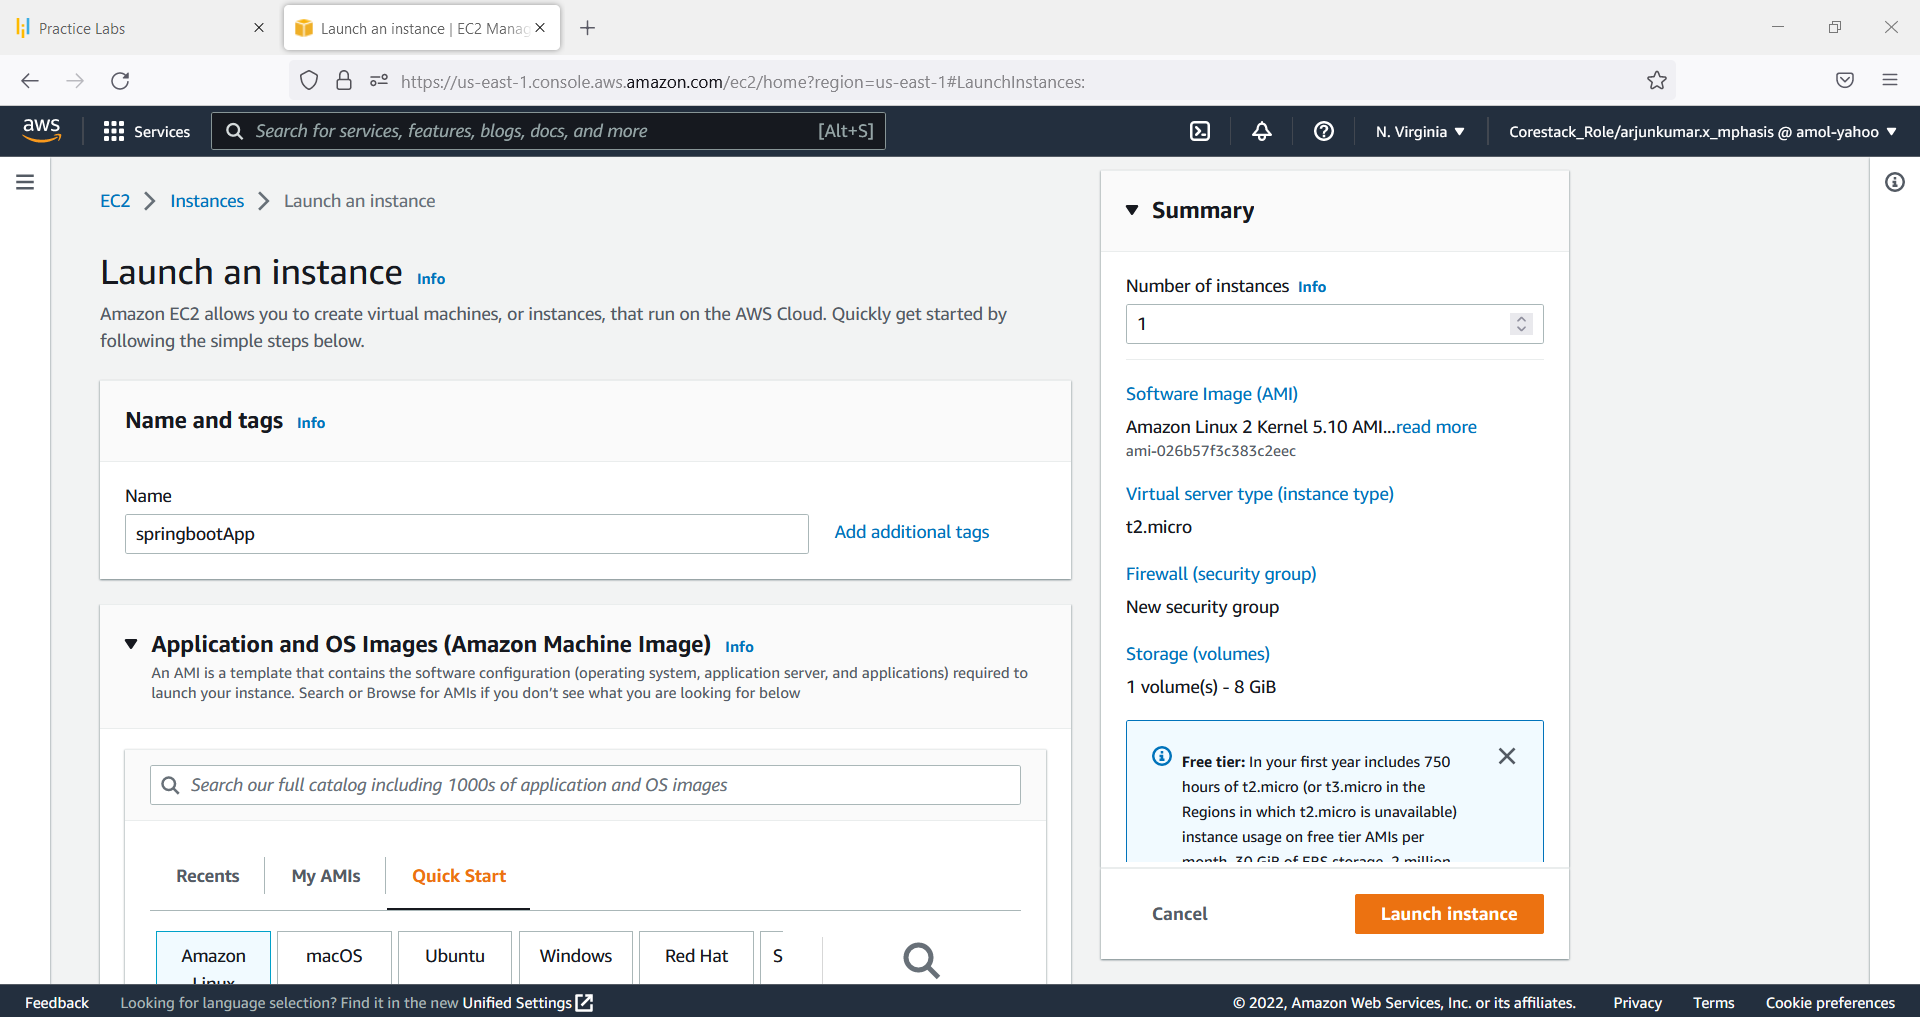 Practice Labs
Launch an instance | EC2 Manag
https://us-east-1.console.aws.amazon.com/ec2/home?region=us-east-1#LaunchInstances:
aws
Services
Search for services, features, blogs, docs, and more
[Alt+S]
N. Virginia
Corestack_Role/arjunkumar.x_mphasis @ amol-yahoo
EC2
Instances
Launch an instance
Launch an instance Info
Amazon EC2 allows you to create virtual machines, or instances, that run on the AWS Cloud. Quickly get started by
following the simple steps below.
Name and tags Info
Name
springbootApp
Add additional tags
Application and OS Images (Amazon Machine Image) Info
An AMI is a template that contains the software configuration (operating system, application server, and applications) required to
launch your instance. Search or Browse for AMIs if you don’t see what you are looking for below
Search our full catalog including 1000s of application and OS images
Recents
My AMIs
Quick Start
Amazon
Linux
macOS
Ubuntu
Windows
Red Hat
S
Summary
Number of instances Info
1
Software Image (AMI)
Amazon Linux 2 Kernel 5.10 AMI...read more
ami-026b57f3c383c2eec
Virtual server type (instance type)
t2.micro
Firewall (security group)
New security group
Storage (volumes)
1 volume(s) - 8 GiB
Free tier: In your first year includes 750
hours of t2.micro (or t3.micro in the
Regions in which t2.micro is unavailable)
instance usage on free tier AMIs per
month, 30 GiB of EBS storage, 2 million
Cancel
Launch instance
Feedback
Looking for language selection? Find it in the new Unified Settings
© 2022, Amazon Web Services, Inc. or its affiliates.
Privacy
Terms
Cookie preferences